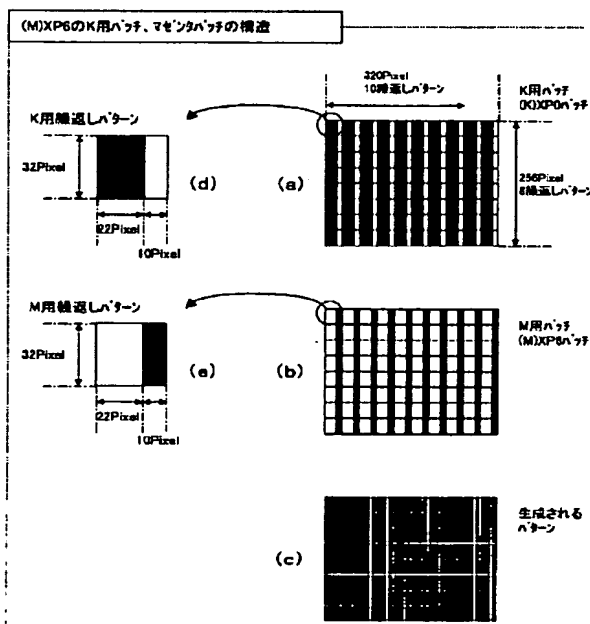 (M)XP6のK用パッチ、マゼンタパッチの構造
320Pixel
10繰返しパターン
K用パッチ
(K)XP0パッチ
K用繰返しパターン
32Pixel
(d)
(a)
256Pixel
8繰返しパターン
22Pixel
10Pixel
M用繰返しパターン
M用パッチ
(M)XP6パッチ
32Pixel
(e)
(b)
22Pixel
10Pixel
生成される
パターン
(c)